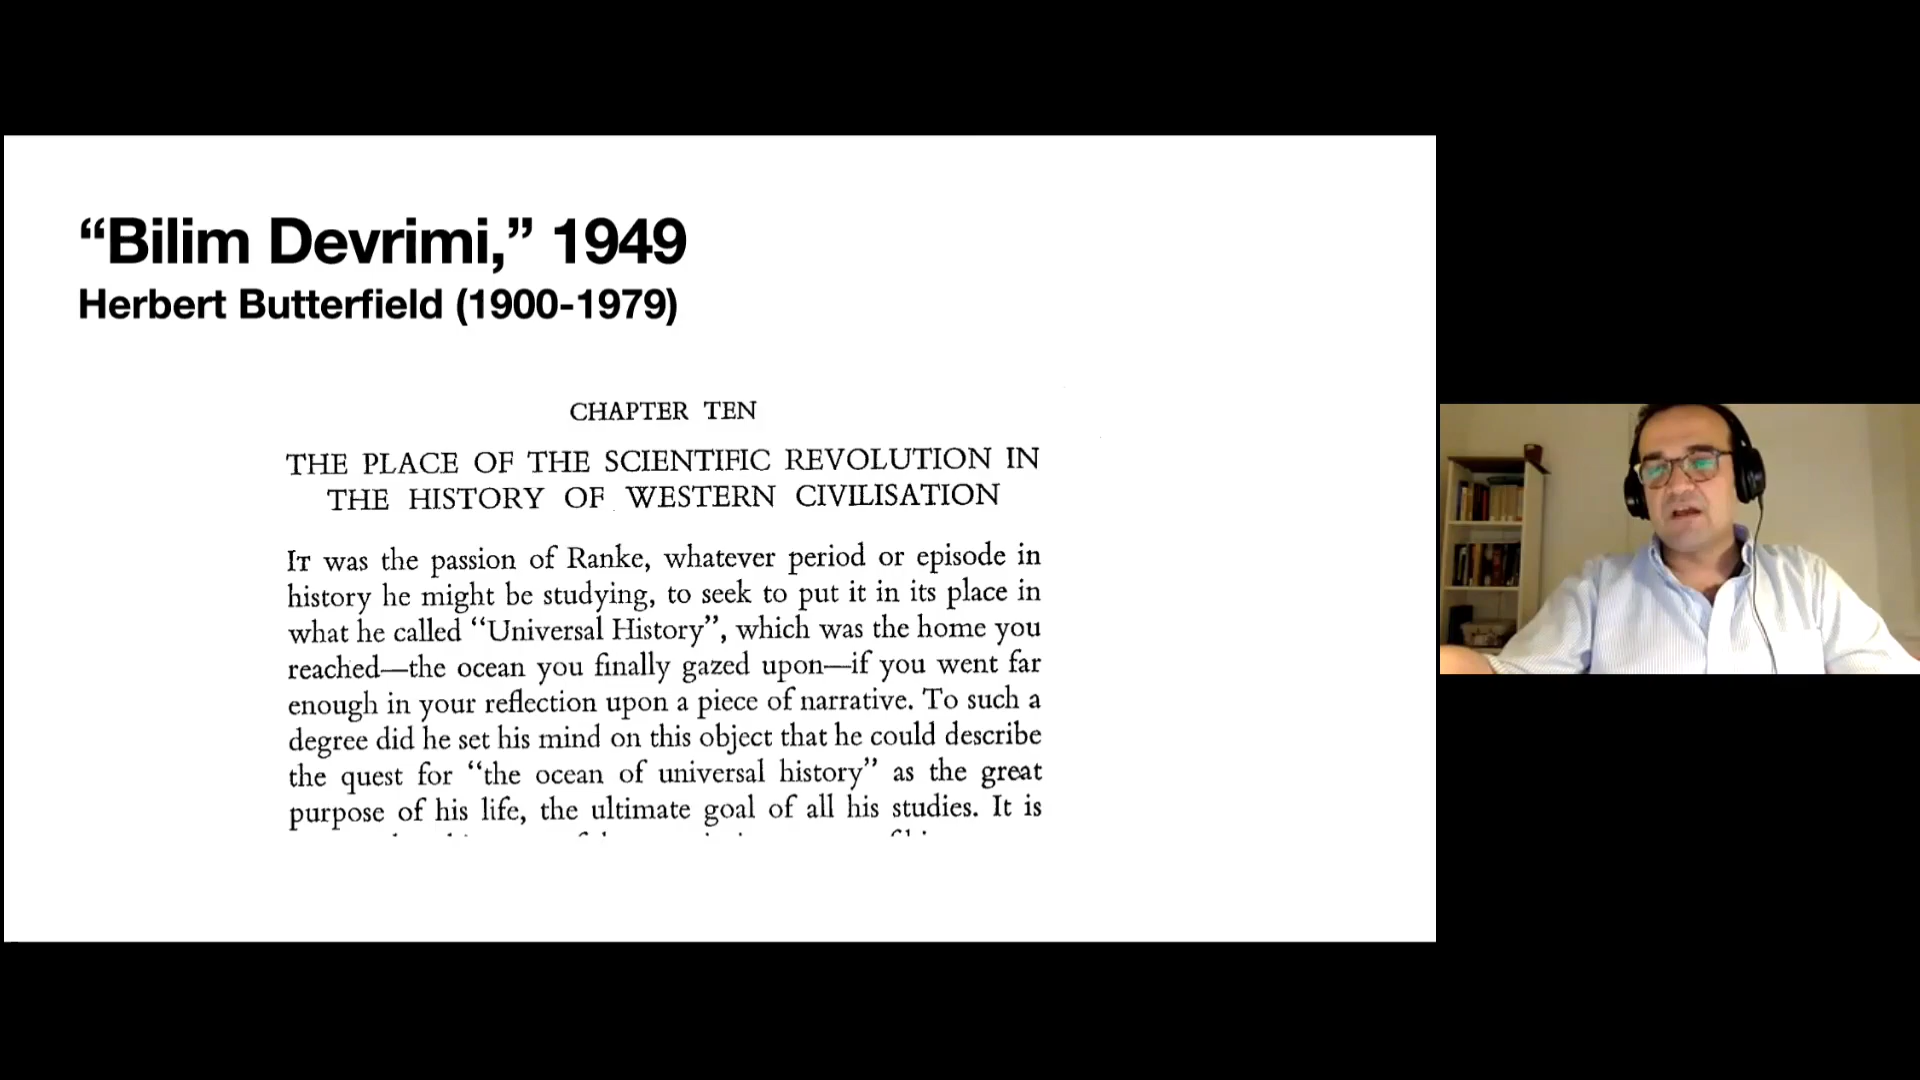 “Bilim Devrimi,” 1949
Herbert Butterfield (1900-1979)
CHAPTER TEN
THE PLACE OF THE SCIENTIFIC REVOLUTION IN
THE HISTORY OF WESTERN CIVILISATION
IT was the passion of Ranke, whatever period or episode in
history he might be studying, to seek to put it in its place in
what he called “Universal History”, which was the home you
reached—the ocean you finally gazed upon—if you went far
enough in your reflection upon a piece of narrative. To such a
degree did he set his mind on this object that he could describe
the quest for “the ocean of universal history” as the great
purpose of his life, the ultimate goal of all his studies. It is